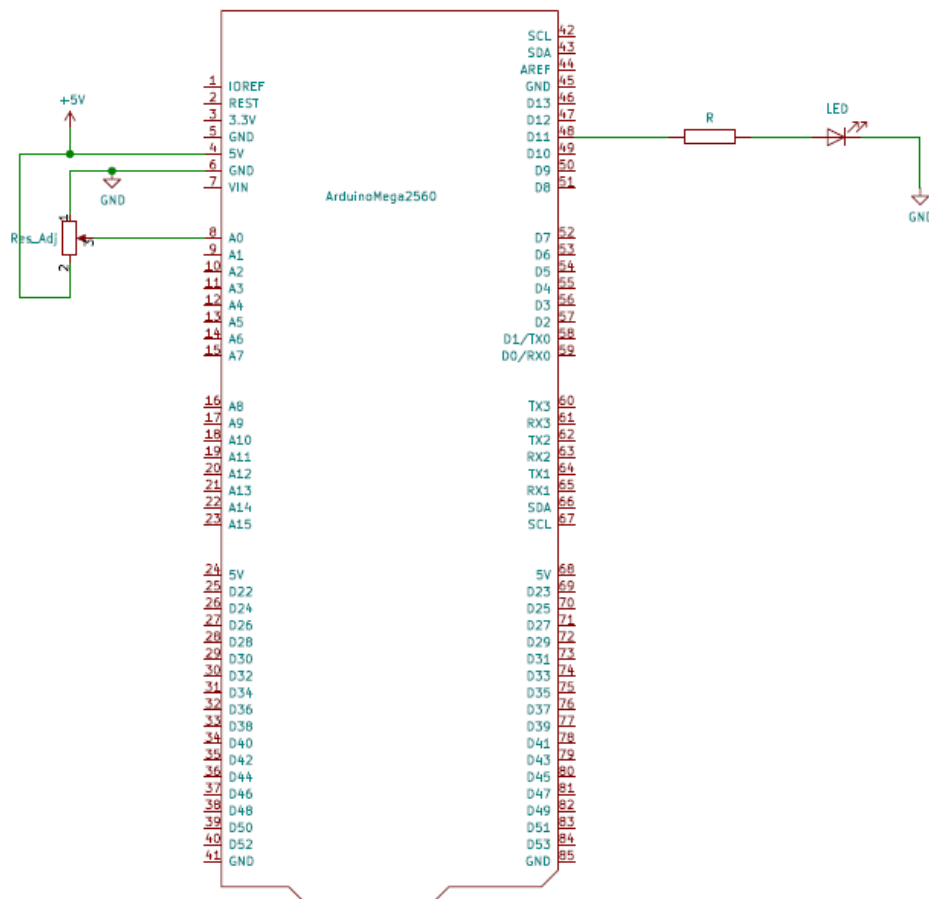 +5V
GND
Res_Adj
1
3
2
ArduinoMega2560
1 IOREF
2 REST
3 3.3V
5 GND
4 5V
6 GND
7 VIN
8 A0
9 A1
10 A2
11 A3
12 A4
13 A5
14 A6
15 A7
16 A8
17 A9
18 A10
19 A11
20 A12
21 A13
22 A14
23 A15
24 5V
25 D22
26 D24
27 D26
28 D28
29 D30
30 D32
31 D34
32 D36
33 D38
34 D40
35 D42
36 D44
37 D46
38 D48
39 D50
40 D52
41 GND
SCL 42
SDA 43
AREF 44
GND 45
D13 46
D12 47
D11 48
D10 49
D9 50
D8 51
D7 52
D6 53
D5 54
D4 55
D3 56
D2 57
D1/TX0 58
D0/RX0 59
TX3 60
RX3 61
TX2 62
RX2 63
TX1 64
RX1 65
SDA 66
SCL 67
5V 68
D23 69
D25 70
D27 71
D29 72
D31 73
D33 74
D35 75
D37 76
D39 77
D41 78
D43 79
D45 80
D47 81
D49 82
D51 83
D53 84
GND 85
R
LED
GND